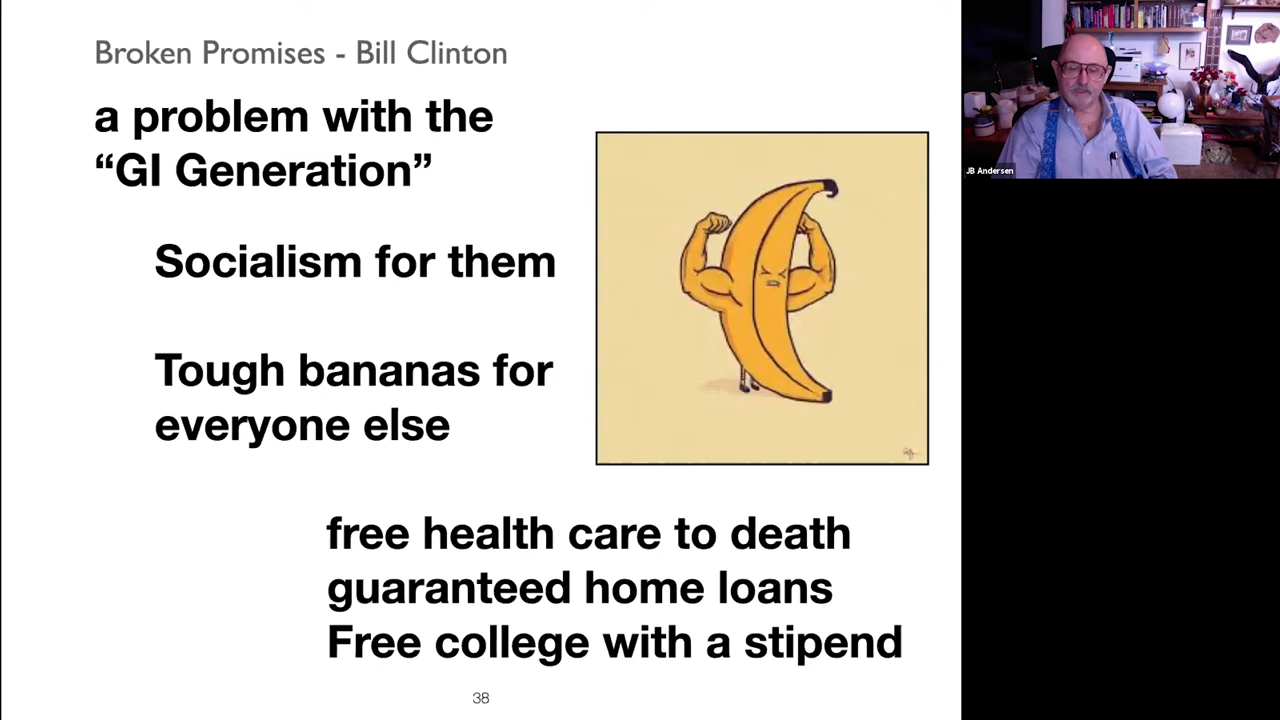 Broken Promises - Bill Clinton
a problem with the
“GI Generation”
Socialism for them
Tough bananas for
everyone else
free health care to death
guaranteed home loans
Free college with a stipend
38
JB Andersen